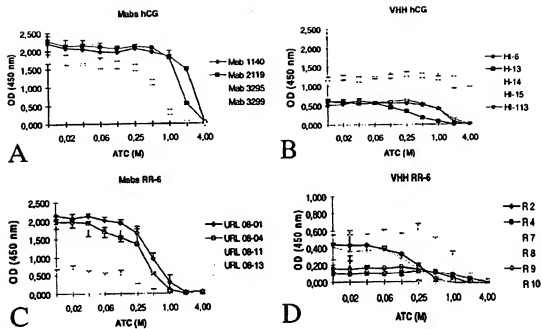 Mabs hCG
OD (450 nm)
2,500
2,000
1,500
1,000
0,500
0,000
0,02 0,06 0,25 1,00 4,00
ATC (M)
Mab 1140
Mab 2119
Mab 3295
Mab 3299
A
VHH hCG
OD (450 nm)
2,500
2,000
1,500
1,000
0,500
0,000
0,02 0,06 0,25 1,00 4,00
ATC (M)
HI-6
H-13
H-14
HI-15
HI-113
B
Mabs RR-6
OD (450 nm)
2,500
2,000
1,500
1,000
0,500
0,000
0,02 0,06 0,25 1,00 4,00
ATC (M)
URL 08-01
URL 08-04
URL 08-11
URL 08-13
C
VHH RR-6
OD (450 nm)
1,000
0,800
0,600
0,400
0,200
0,000
0,02 0,06 0,25 1,00 4,00
ATC (M)
R 2
R 4
R 7
R 8
R 9
R 10
D